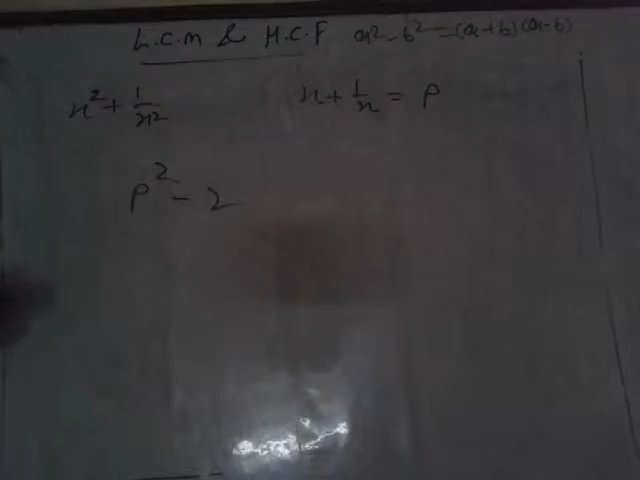 L.C.M & H.C.F a²-b²=(a+b)(a-b)
x²+1/x² x+1/x=P
P²-2